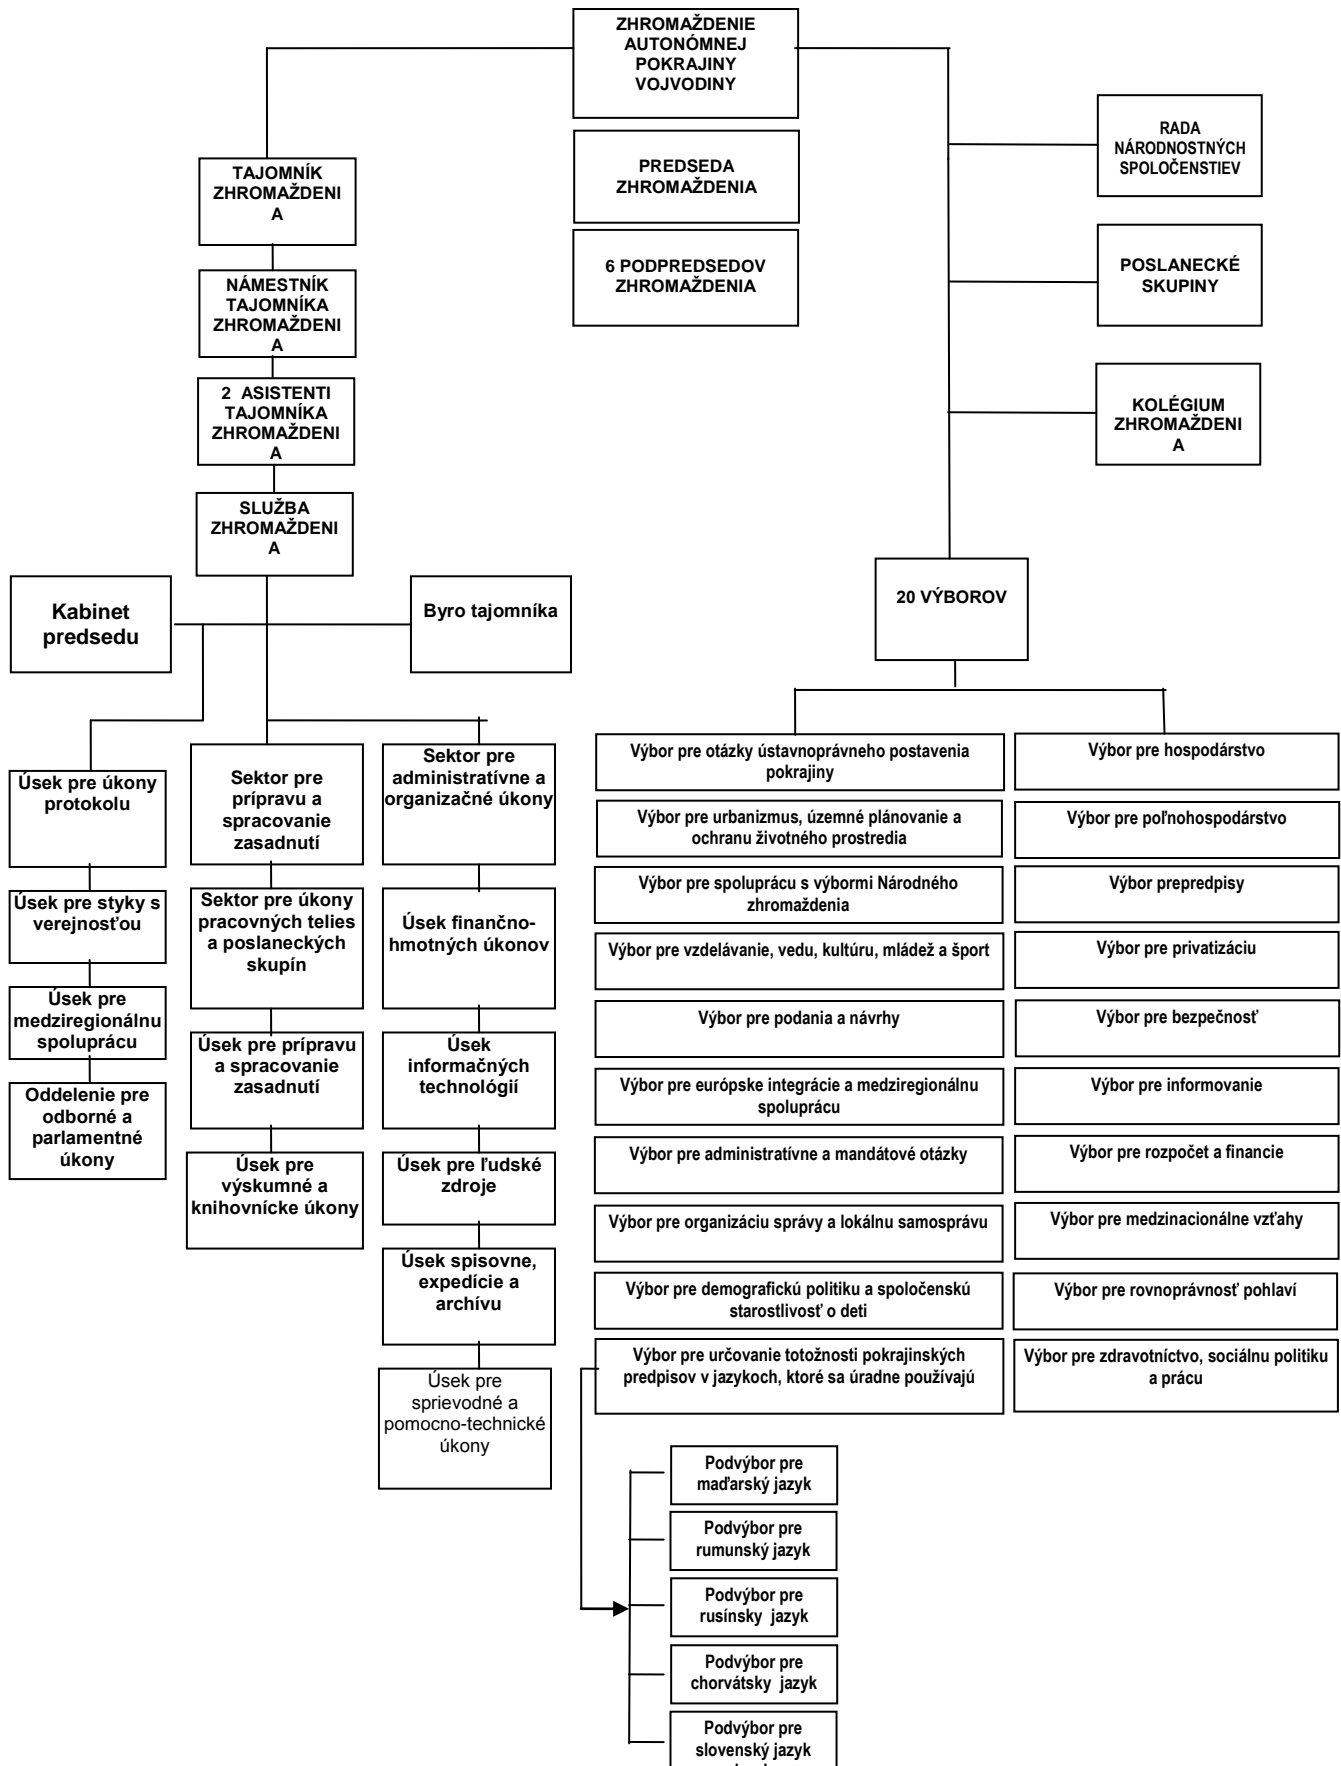 ZHROMAŽDENIE
AUTONÓMNEJ
POKRAJINY
VOJVODINY
PREDSEDA
ZHROMAŽDENIA
6 PODPREDSEDOV
ZHROMAŽDENIA
RADA
NÁRODNOSTNÝCH
SPOLOČENSTIEV
POSLANECKÉ
SKUPINY
KOLÉGIUM
ZHROMAŽDENI
A
TAJOMNÍK
ZHROMAŽDENI
A
NÁMESTNÍK
TAJOMNÍKA
ZHROMAŽDENI
A
2 ASISTENTI
TAJOMNÍKA
ZHROMAŽDENI
A
SLUŽBA
ZHROMAŽDENI
A
Kabinet
predsedu
Byro tajomníka
20 VÝBOROV
Úsek pre úkony
protokolu
Úsek pre styky s
verejnosťou
Úsek pre
medziregionálnu
spoluprácu
Oddelenie pre
odborné a
parlamentné
úkony
Sektor pre
prípravu a
spracovanie
zasadnutí
Sektor pre úkony
pracovných telies
a poslaneckých
skupín
Úsek pre prípravu
a spracovanie
zasadnutí
Úsek pre
výskumné a
knihovnícke úkony
Sektor pre
administratívne a
organizačné úkony
Úsek finančno-
hmotných úkonov
Úsek
informačných
technológií
Úsek pre ľudské
zdroje
Úsek spisovne,
expedície a
archívu
Úsek pre
sprievodné a
pomocno-technické
úkony
Výbor pre otázky ústavnoprávneho postavenia
pokrajiny
Výbor pre urbanizmus, územné plánovanie a
ochranu životného prostredia
Výbor pre spoluprácu s výbormi Národného
zhromaždenia
Výbor pre vzdelávanie, vedu, kultúru, mládež a šport
Výbor pre podania a návrhy
Výbor pre európske integrácie a medziregionálnu
spoluprácu
Výbor pre administratívne a mandátové otázky
Výbor pre organizáciu správy a lokálnu samosprávu
Výbor pre demografickú politiku a spoločenskú
starostlivosť o deti
Výbor pre určovanie totožnosti pokrajinských
predpisov v jazykoch, ktoré sa úradne používajú
Výbor pre hospodárstvo
Výbor pre poľnohospodárstvo
Výbor prepredpisy
Výbor pre privatizáciu
Výbor pre bezpečnosť
Výbor pre informovanie
Výbor pre rozpočet a financie
Výbor pre medzinacionálne vzťahy
Výbor pre rovnoprávnosť pohlaví
Výbor pre zdravotníctvo, sociálnu politiku
a prácu
Podvýbor pre
maďarský jazyk
Podvýbor pre
rumunský jazyk
Podvýbor pre
rusínsky jazyk
Podvýbor pre
chorvátsky jazyk
Podvýbor pre
slovenský jazyk